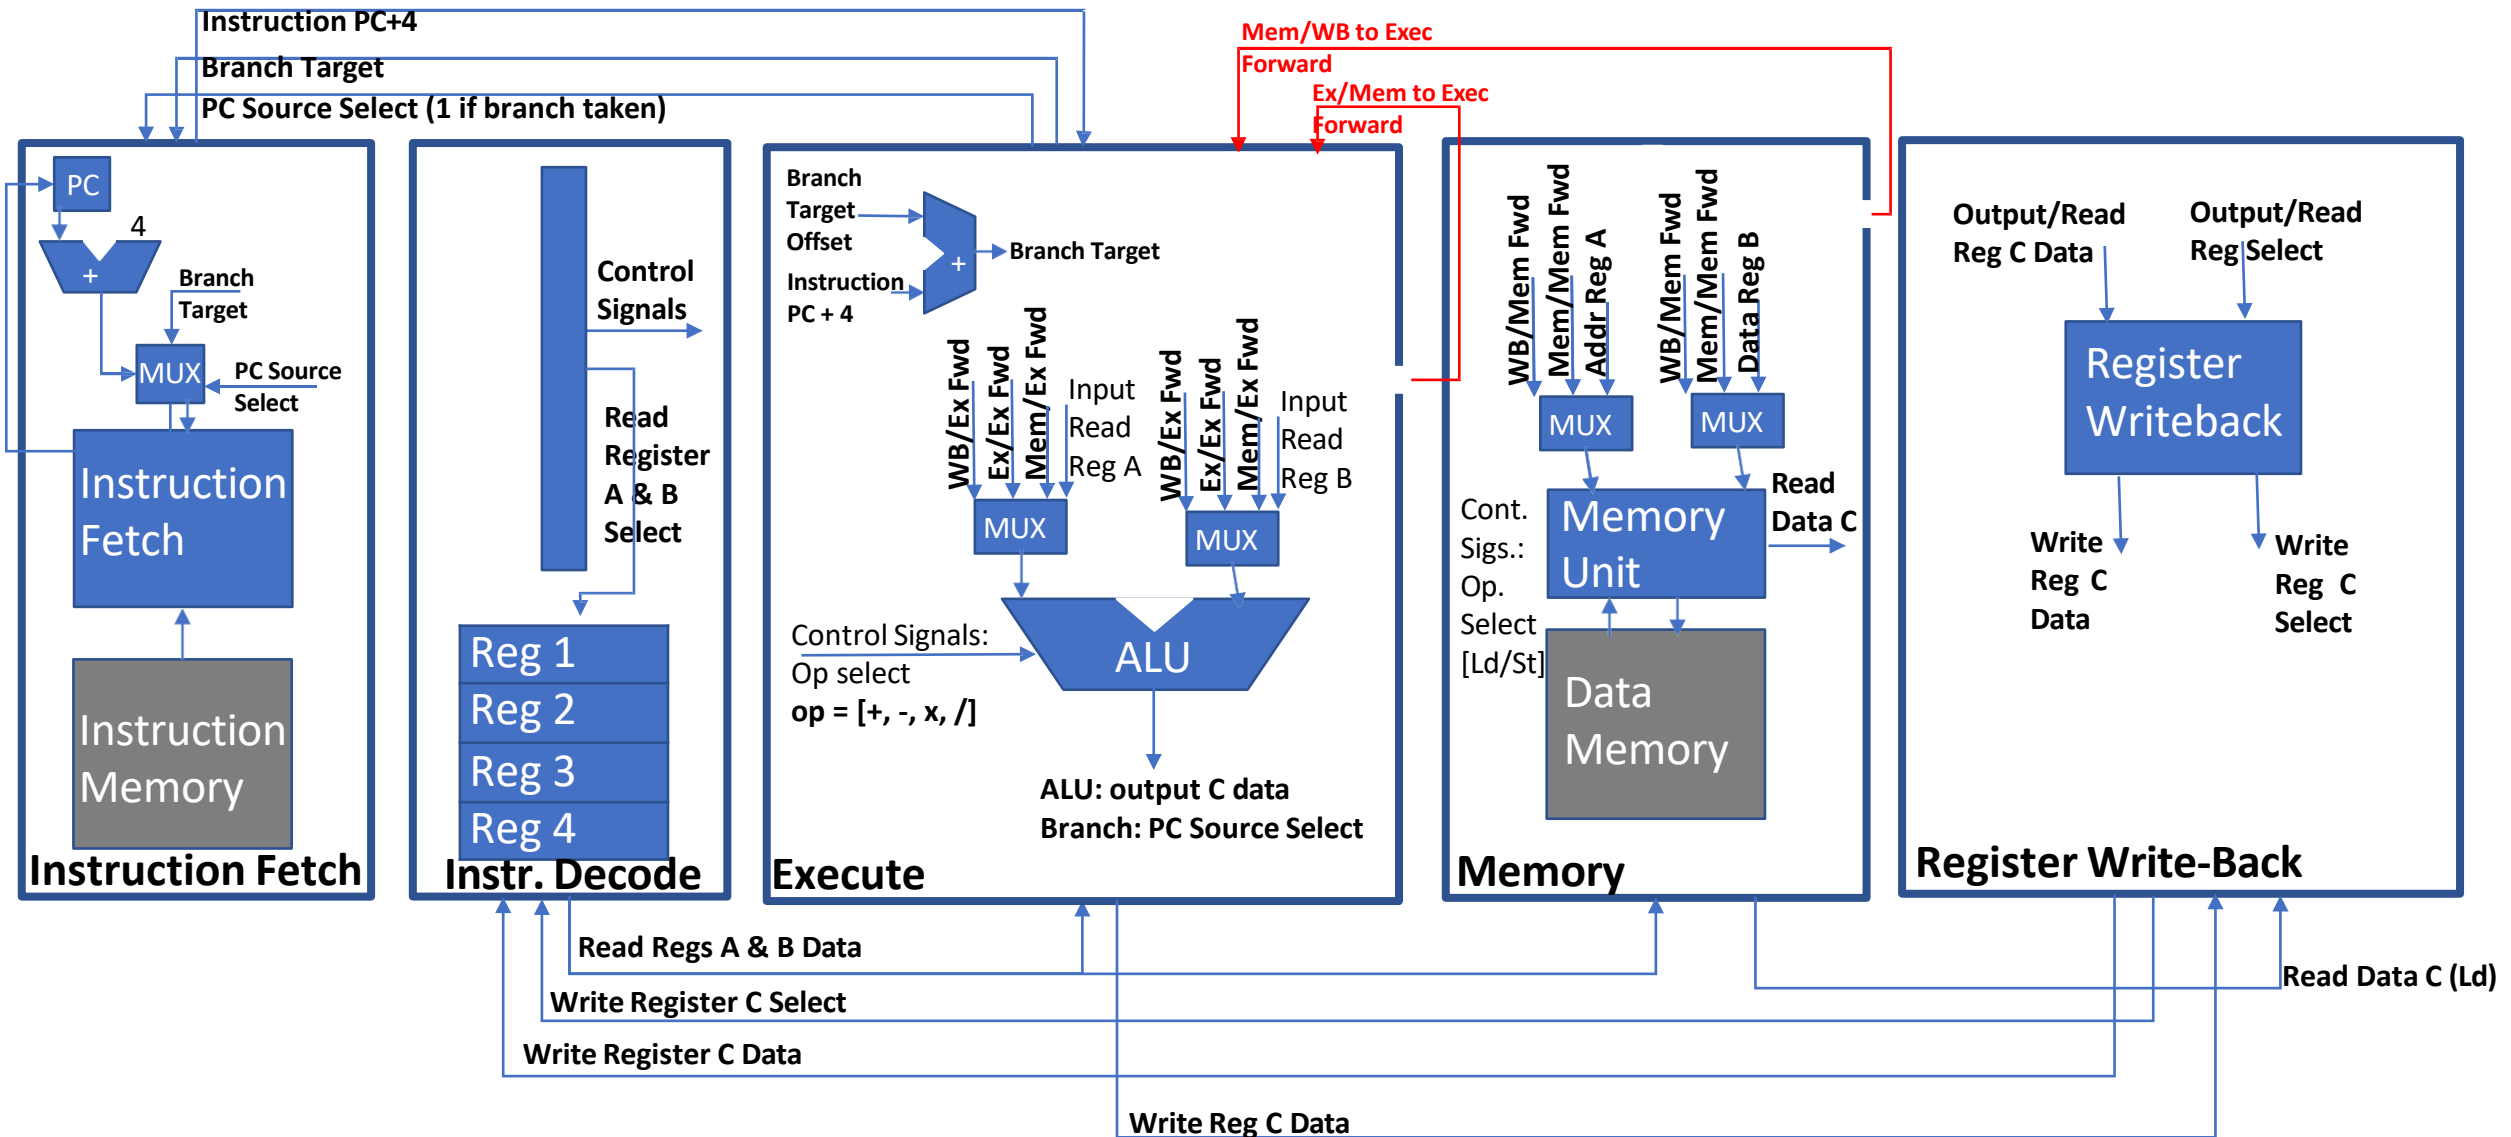 Instruction PC+4
Branch Target
PC Source Select (1 if branch taken)
Mem/WB to Exec
Forward
Ex/Mem to Exec
Forward
PC
4
+
Branch
Target
MUX
PC Source
Select
Instruction
Fetch
Instruction
Memory
Instruction Fetch
Control
Signals
Read
Register
A & B
Select
Reg 1
Reg 2
Reg 3
Reg 4
Instr. Decode
Branch
Target
Offset
Instruction
PC + 4
+
Branch Target
WB/Ex Fwd
Ex/Ex Fwd
Mem/Ex Fwd
Input
Read
Reg A
WB/Ex Fwd
Ex/Ex Fwd
Mem/Ex Fwd
Input
Read
Reg B
MUX
MUX
Control Signals:
Op select
op = [+, -, x, /]
ALU
ALU: output C data
Branch: PC Source Select
Execute
WB/Mem Fwd
Mem/Mem Fwd
Addr Reg A
WB/Mem Fwd
Mem/Mem Fwd
Data Reg B
MUX
MUX
Cont.
Sigs.:
Op.
Select
[Ld/St]
Memory
Unit
Read
Data C
Data
Memory
Memory
Output/Read
Reg C Data
Output/Read
Reg Select
Register
Writeback
Write
Reg C
Data
Write
Reg C
Select
Register Write-Back
Read Regs A & B Data
Read Data C (Ld)
Write Register C Select
Write Register C Data
Write Reg C Data